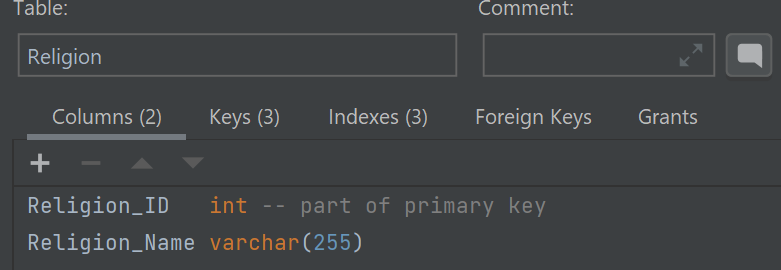 Table: Comment:
Religion
Columns (2) Keys (3) Indexes (3) Foreign Keys Grants
Religion_ID int -- part of primary key
Religion_Name varchar(255)